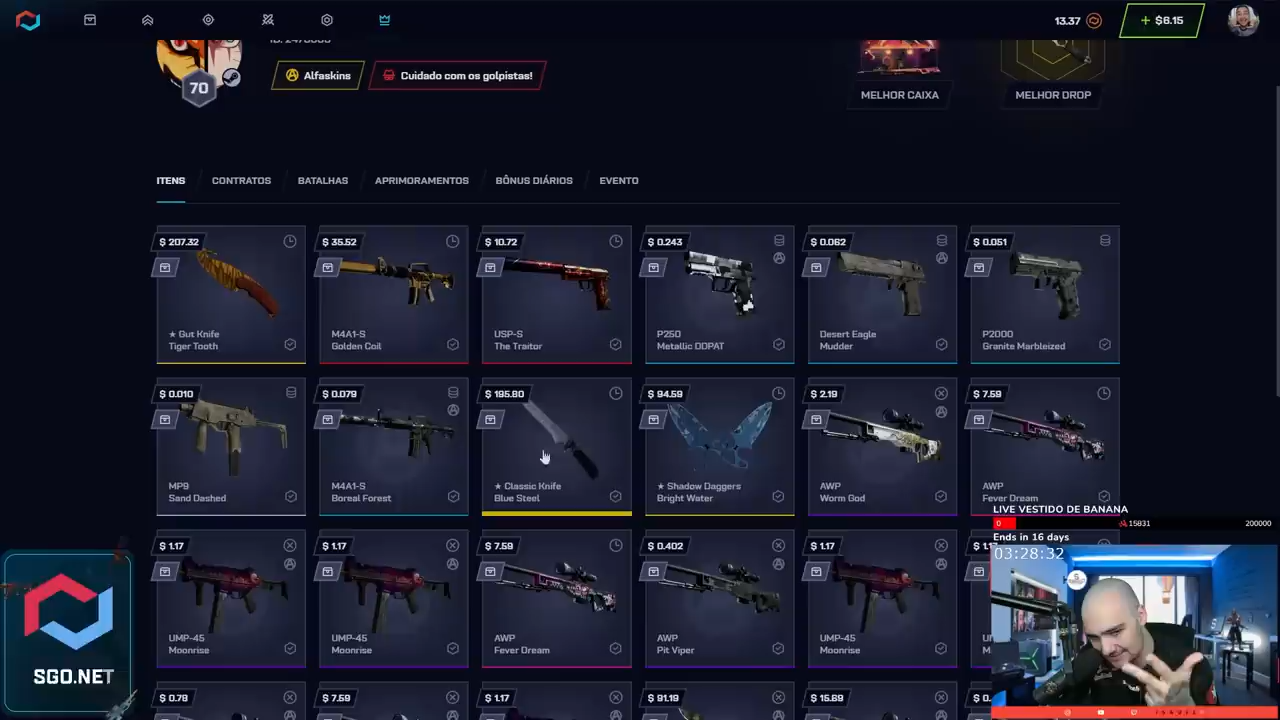 13.37
+ $6.15
70
Alfaskins
Cuidado com os golpistas!
MELHOR CAIXA
MELHOR DROP
ITENS
CONTRATOS
BATALHAS
APRIMORAMENTOS
BÔNUS DIÁRIOS
EVENTO
$ 207.32
★ Gut Knife
Tiger Tooth
$ 35.52
M4A1-S
Golden Coil
$ 10.72
USP-S
The Traitor
$ 0.243
P250
Metallic DDPAT
$ 0.062
Desert Eagle
Mudder
$ 0.051
P2000
Granite Marbleized
$ 0.010
MP9
Sand Dashed
$ 0.079
M4A1-S
Boreal Forest
$ 195.80
★ Classic Knife
Blue Steel
$ 94.59
★ Shadow Daggers
Bright Water
$ 2.19
AWP
Worm God
$ 7.59
AWP
Fever Dream
$ 1.17
UMP-45
Moonrise
$ 1.17
UMP-45
Moonrise
$ 7.59
AWP
Fever Dream
$ 0.402
AWP
Pit Viper
$ 1.17
UMP-45
Moonrise
$ 0.78
$ 7.59
$ 1.17
$ 91.19
$ 15.69
LIVE VESTIDO DE BANANA
0
15831
200000
Ends in 16 days
03:28:32
SGO.NET